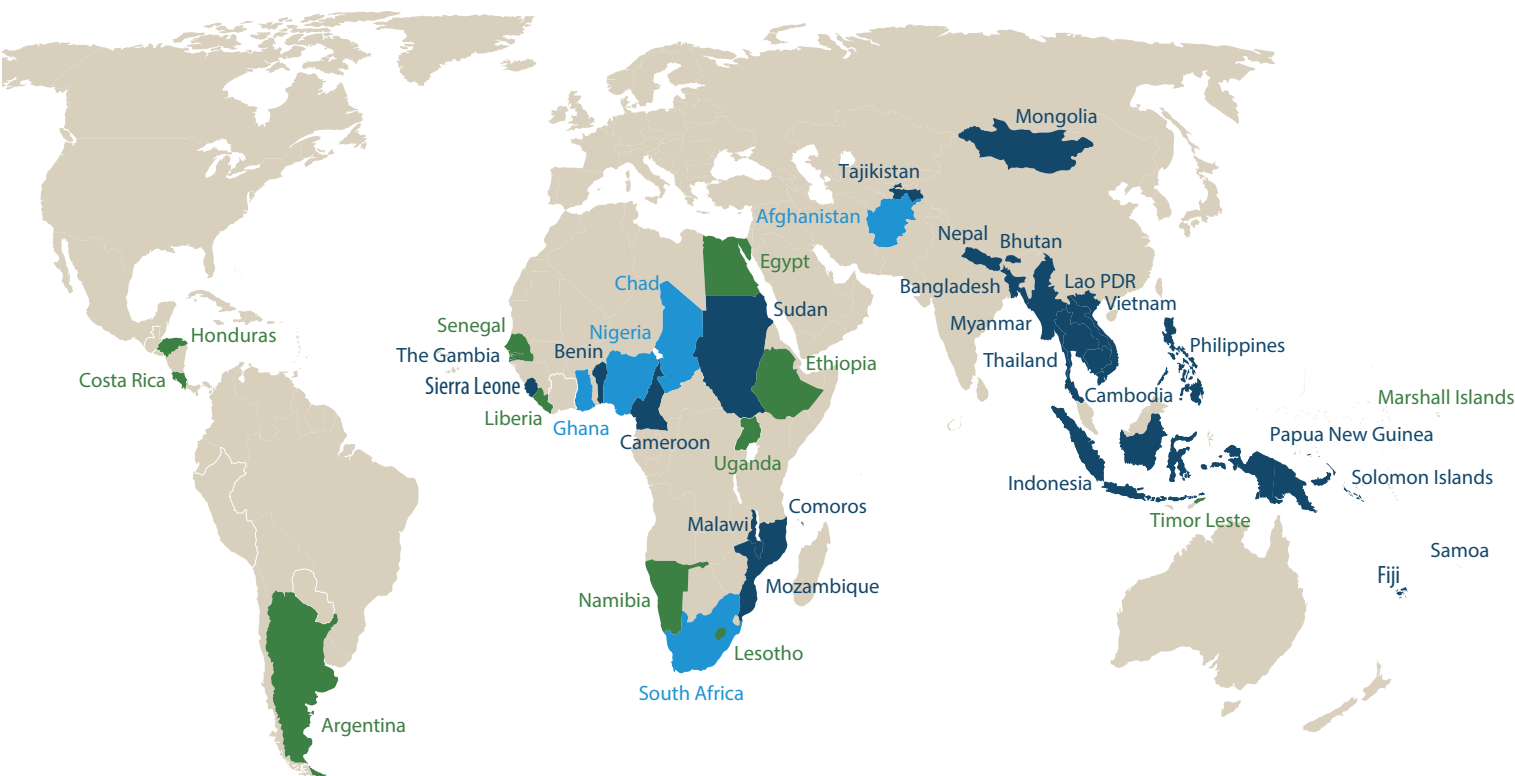 Mongolia
Tajikistan
Afghanistan
Nepal
Bhutan
Egypt
Bangladesh
Lao PDR
Chad
Vietnam
Sudan
Senegal
Myanmar
Nigeria
Honduras
Philippines
Benin
The Gambia
Thailand
Ethiopia
Costa Rica
Sierra Leone
Cambodia
Marshall Islands
Liberia
Ghana
Papua New Guinea
Cameroon
Uganda
Solomon Islands
Indonesia
Comoros
Timor Leste
Malawi
Samoa
Fiji
Mozambique
Namibia
Lesotho
South Africa
Argentina